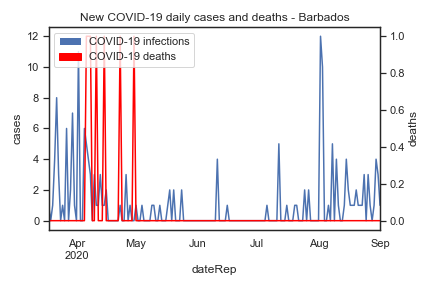 New COVID-19 daily cases and deaths - Barbados
COVID-19 infections
COVID-19 deaths
12
10
8
6
4
2
0
cases
1.0
0.8
0.6
0.4
0.2
0.0
deaths
Apr
2020
May
Jun
Jul
Aug
Sep
dateRep